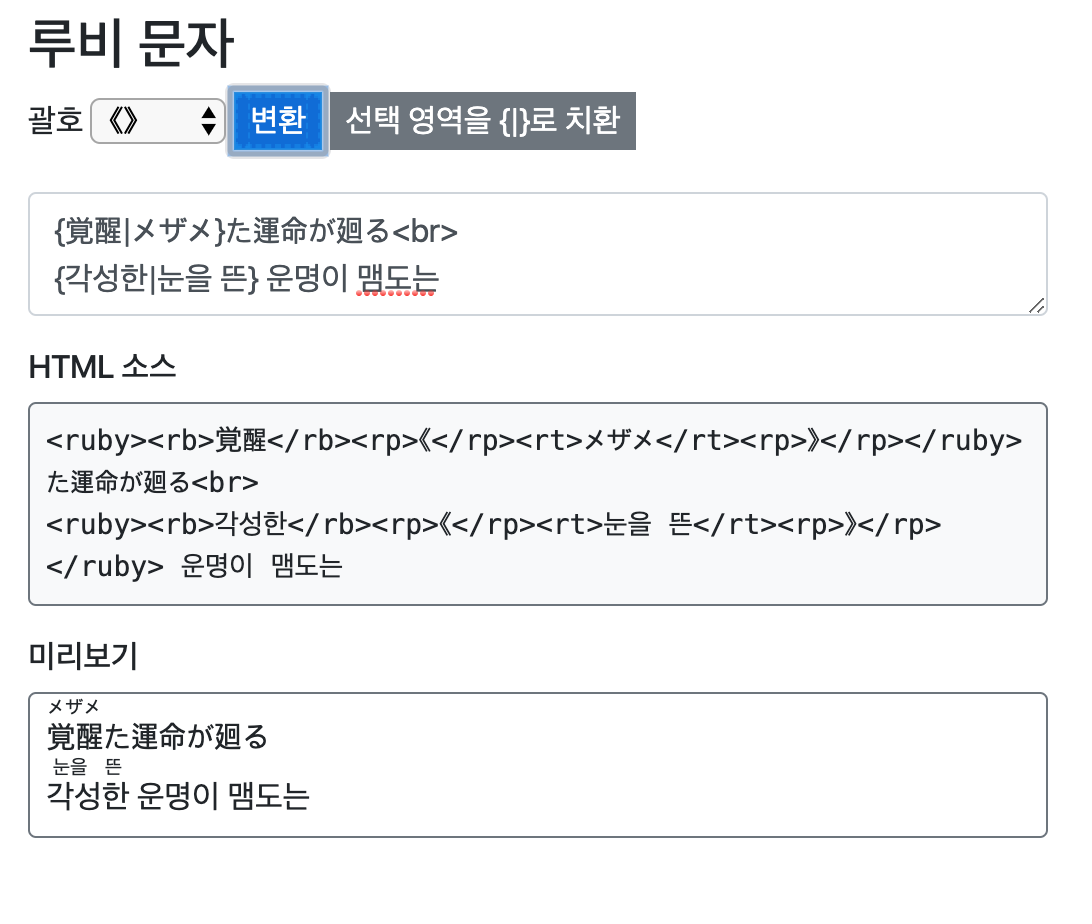 루비 문자
괄호 《》 변환 선택 영역을 {|}로 치환
{覚醒|メザメ}た運命が廻る<br>
{각성한|눈을 뜬} 운명이 맴도는
HTML 소스
<ruby><rb>覚醒</rb><rp>《</rp><rt>メザメ</rt><rp>》</rp></ruby>
た運命が廻る<br>
<ruby><rb>각성한</rb><rp>《</rp><rt>눈을 뜬</rt><rp>》</rp>
</ruby> 운명이 맴도는
미리보기
メザメ
覚醒た運命が廻る
눈을 뜬
각성한 운명이 맴도는